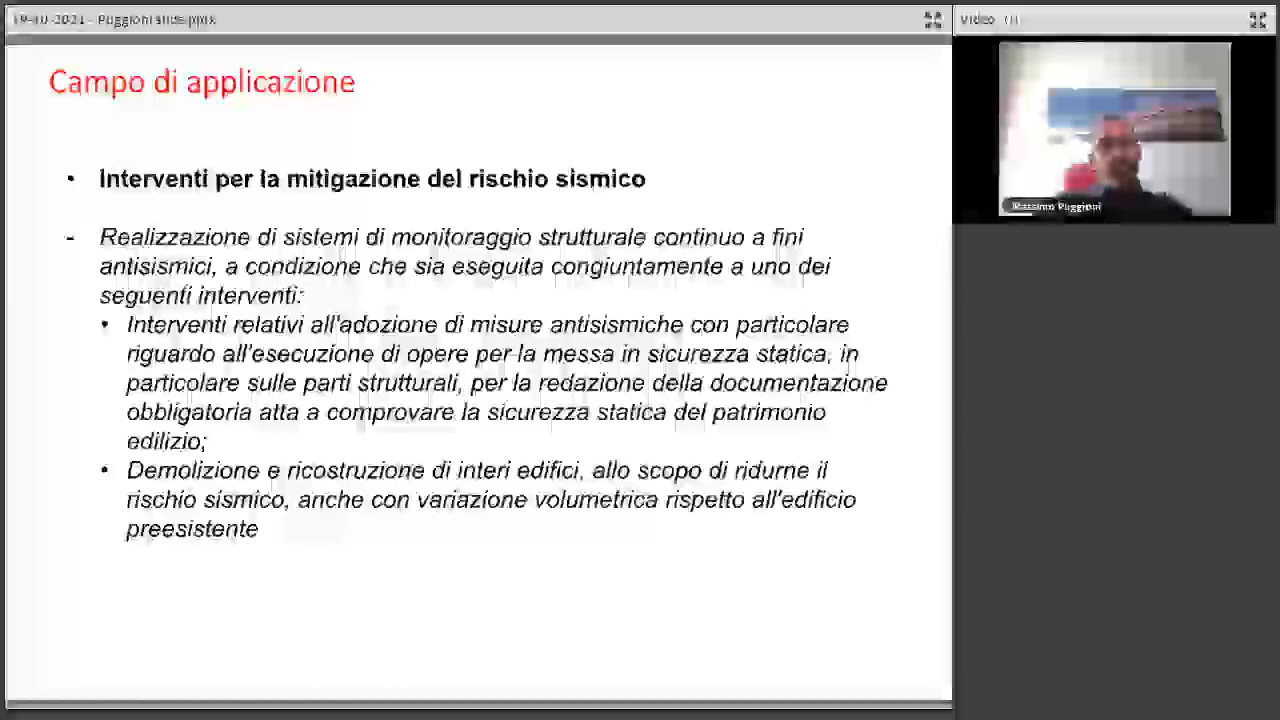 19-10-2021 - Puggioni slide.pptx
Video (1)
Campo di applicazione
• Interventi per la mitigazione del rischio sismico
- Realizzazione di sistemi di monitoraggio strutturale continuo a fini
antisismici, a condizione che sia eseguita congiuntamente a uno dei
seguenti interventi:
• Interventi relativi all'adozione di misure antisismiche con particolare
riguardo all'esecuzione di opere per la messa in sicurezza statica, in
particolare sulle parti strutturali, per la redazione della documentazione
obbligatoria atta a comprovare la sicurezza statica del patrimonio
edilizio;
• Demolizione e ricostruzione di interi edifici, allo scopo di ridurne il
rischio sismico, anche con variazione volumetrica rispetto all'edificio
preesistente
Massimo Puggioni